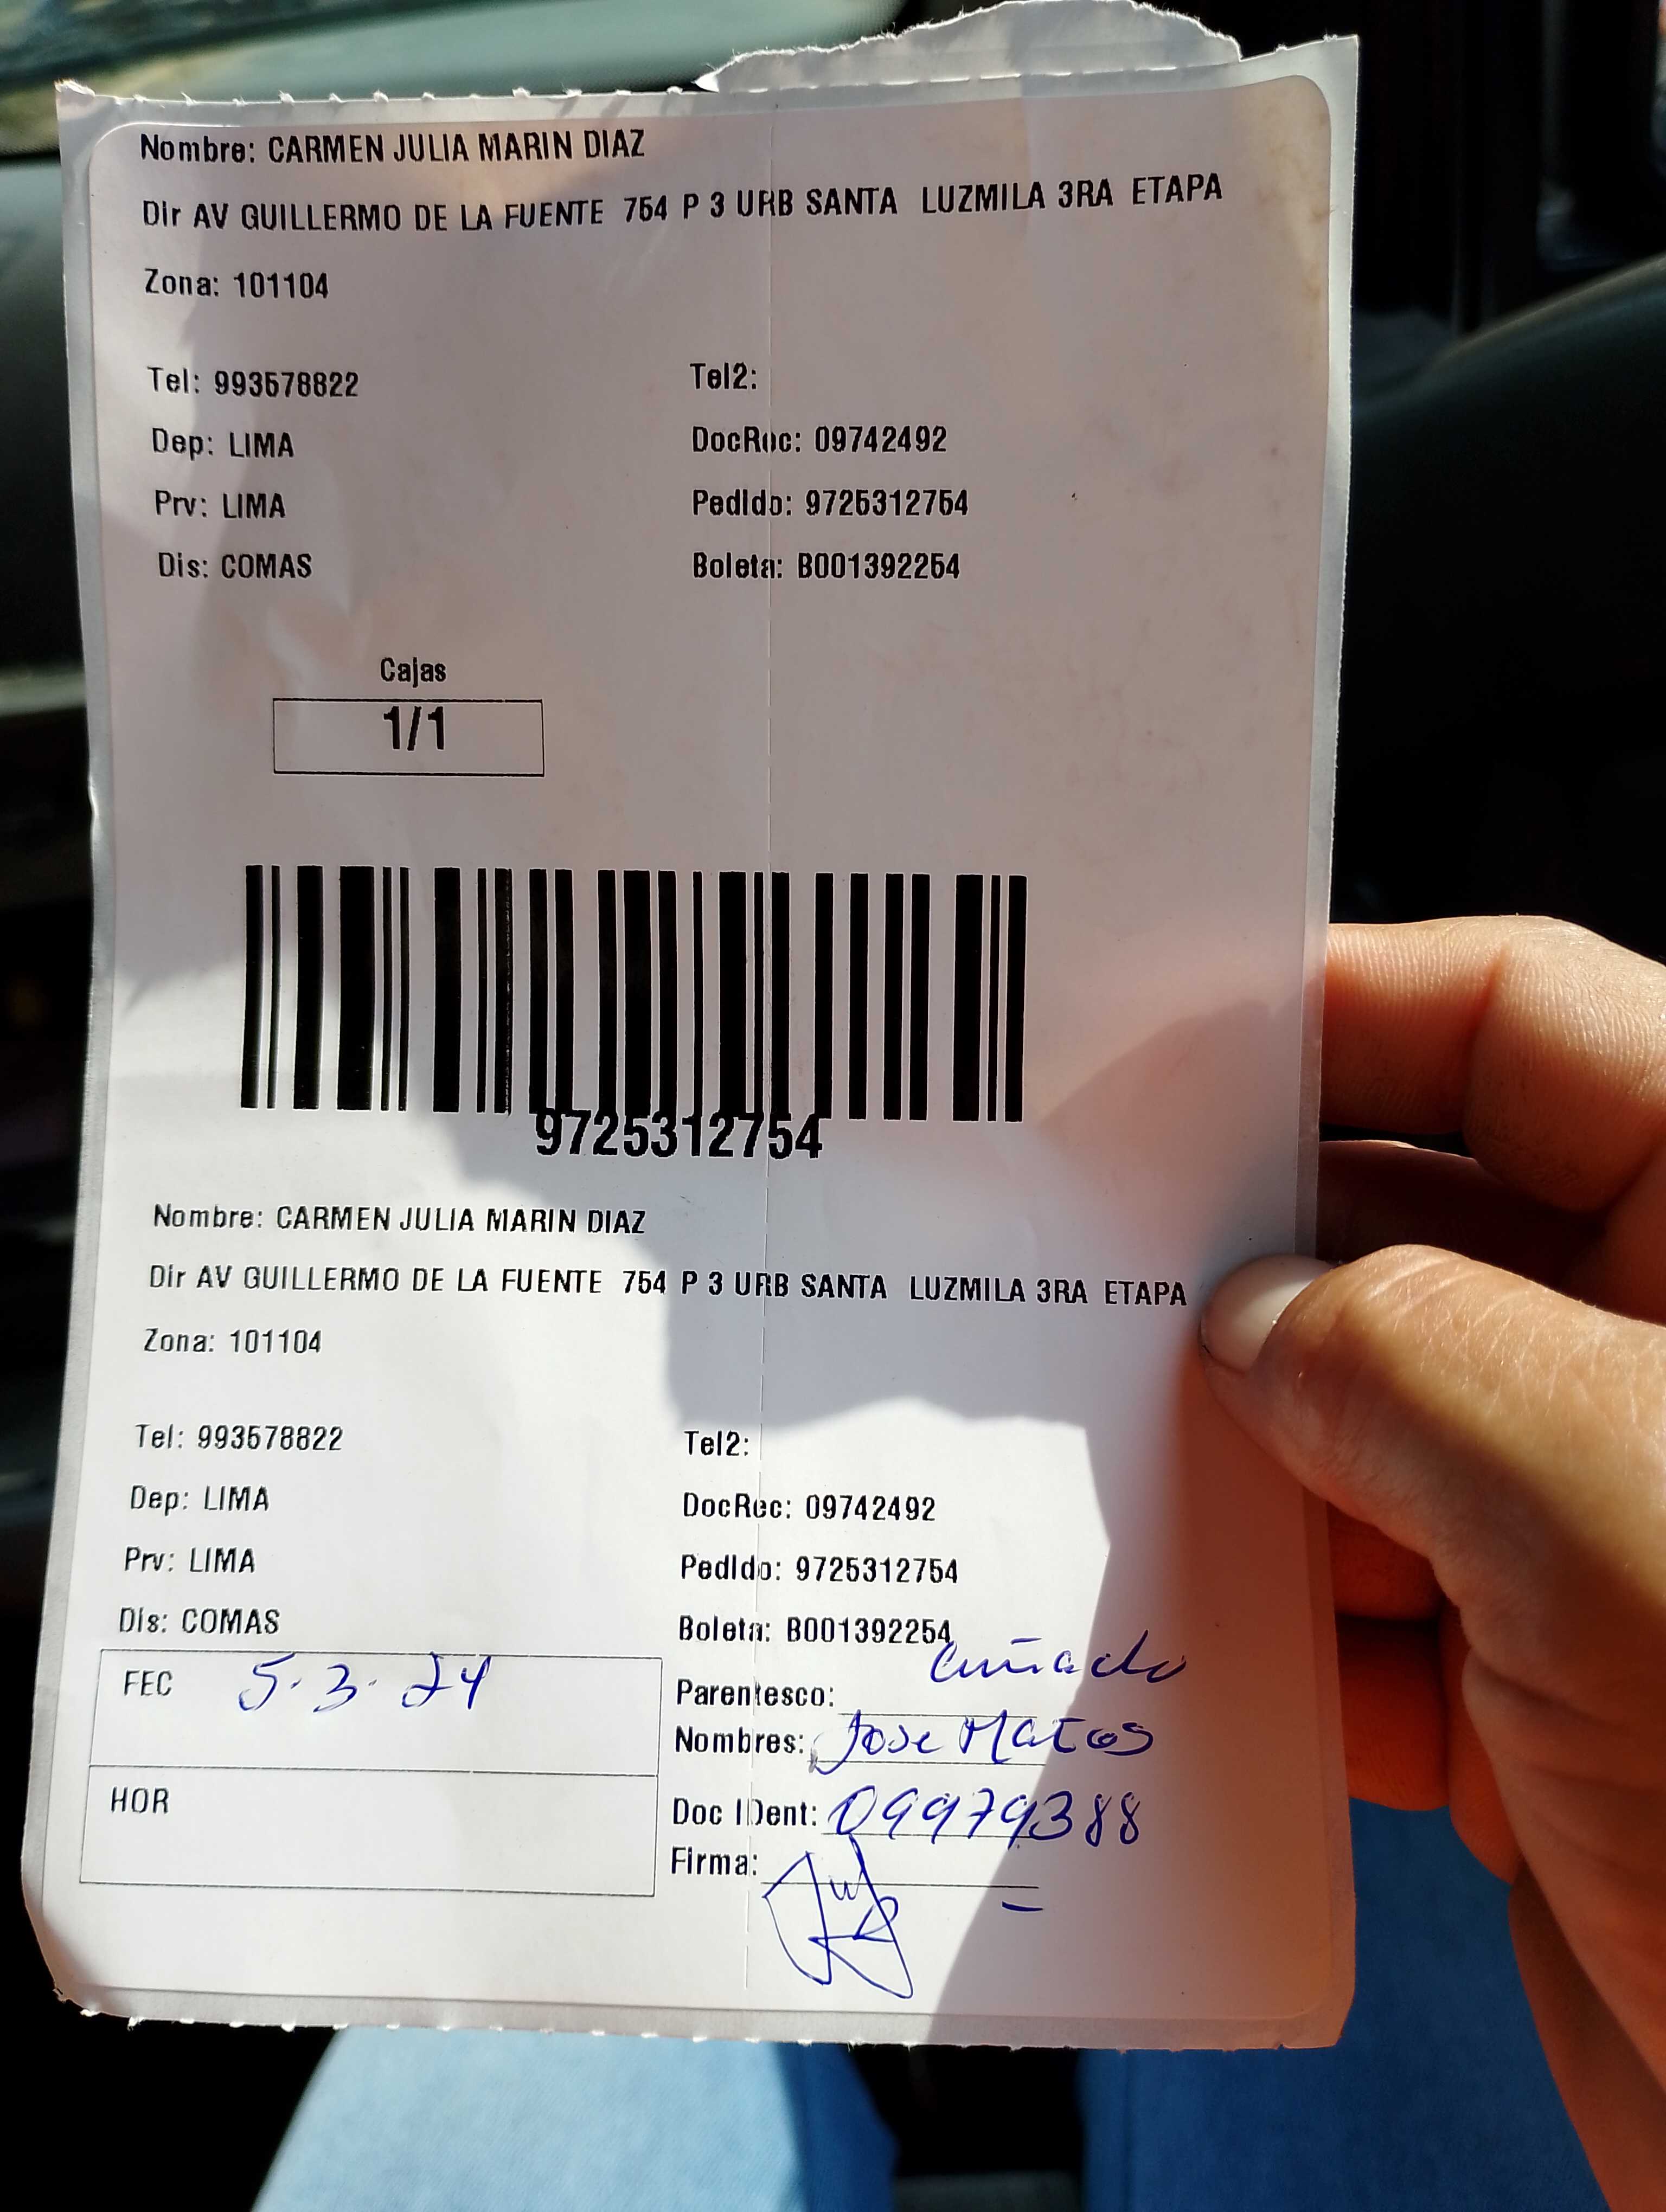 Nombre: CARMEN JULIA MARIN DIAZ
Dir AV GUILLERMO DE LA FUENTE 754 P 3 URB SANTA LUZMILA 3RA ETAPA
Zona: 101104
Tel: 993578822 Tel2:
Dep: LIMA DocRec: 09742492
Prv: LIMA Pedido: 9725312754
Dis: COMAS Boleta: B001392254
Cajas
1/1
9725312754
Nombre: CARMEN JULIA MARIN DIAZ
Dir AV GUILLERMO DE LA FUENTE 754 P 3 URB SANTA LUZMILA 3RA ETAPA
Zona: 101104
Tel: 993578822 Tel2:
Dep: LIMA DocRec: 09742492
Prv: LIMA Pedido: 9725312754
Dis: COMAS Boleta: B001392254
FEC 5.3.24 Parentesco: Cuñado
Nombres: Jose Matos
HOR Doc IDent: 09979388
Firma: